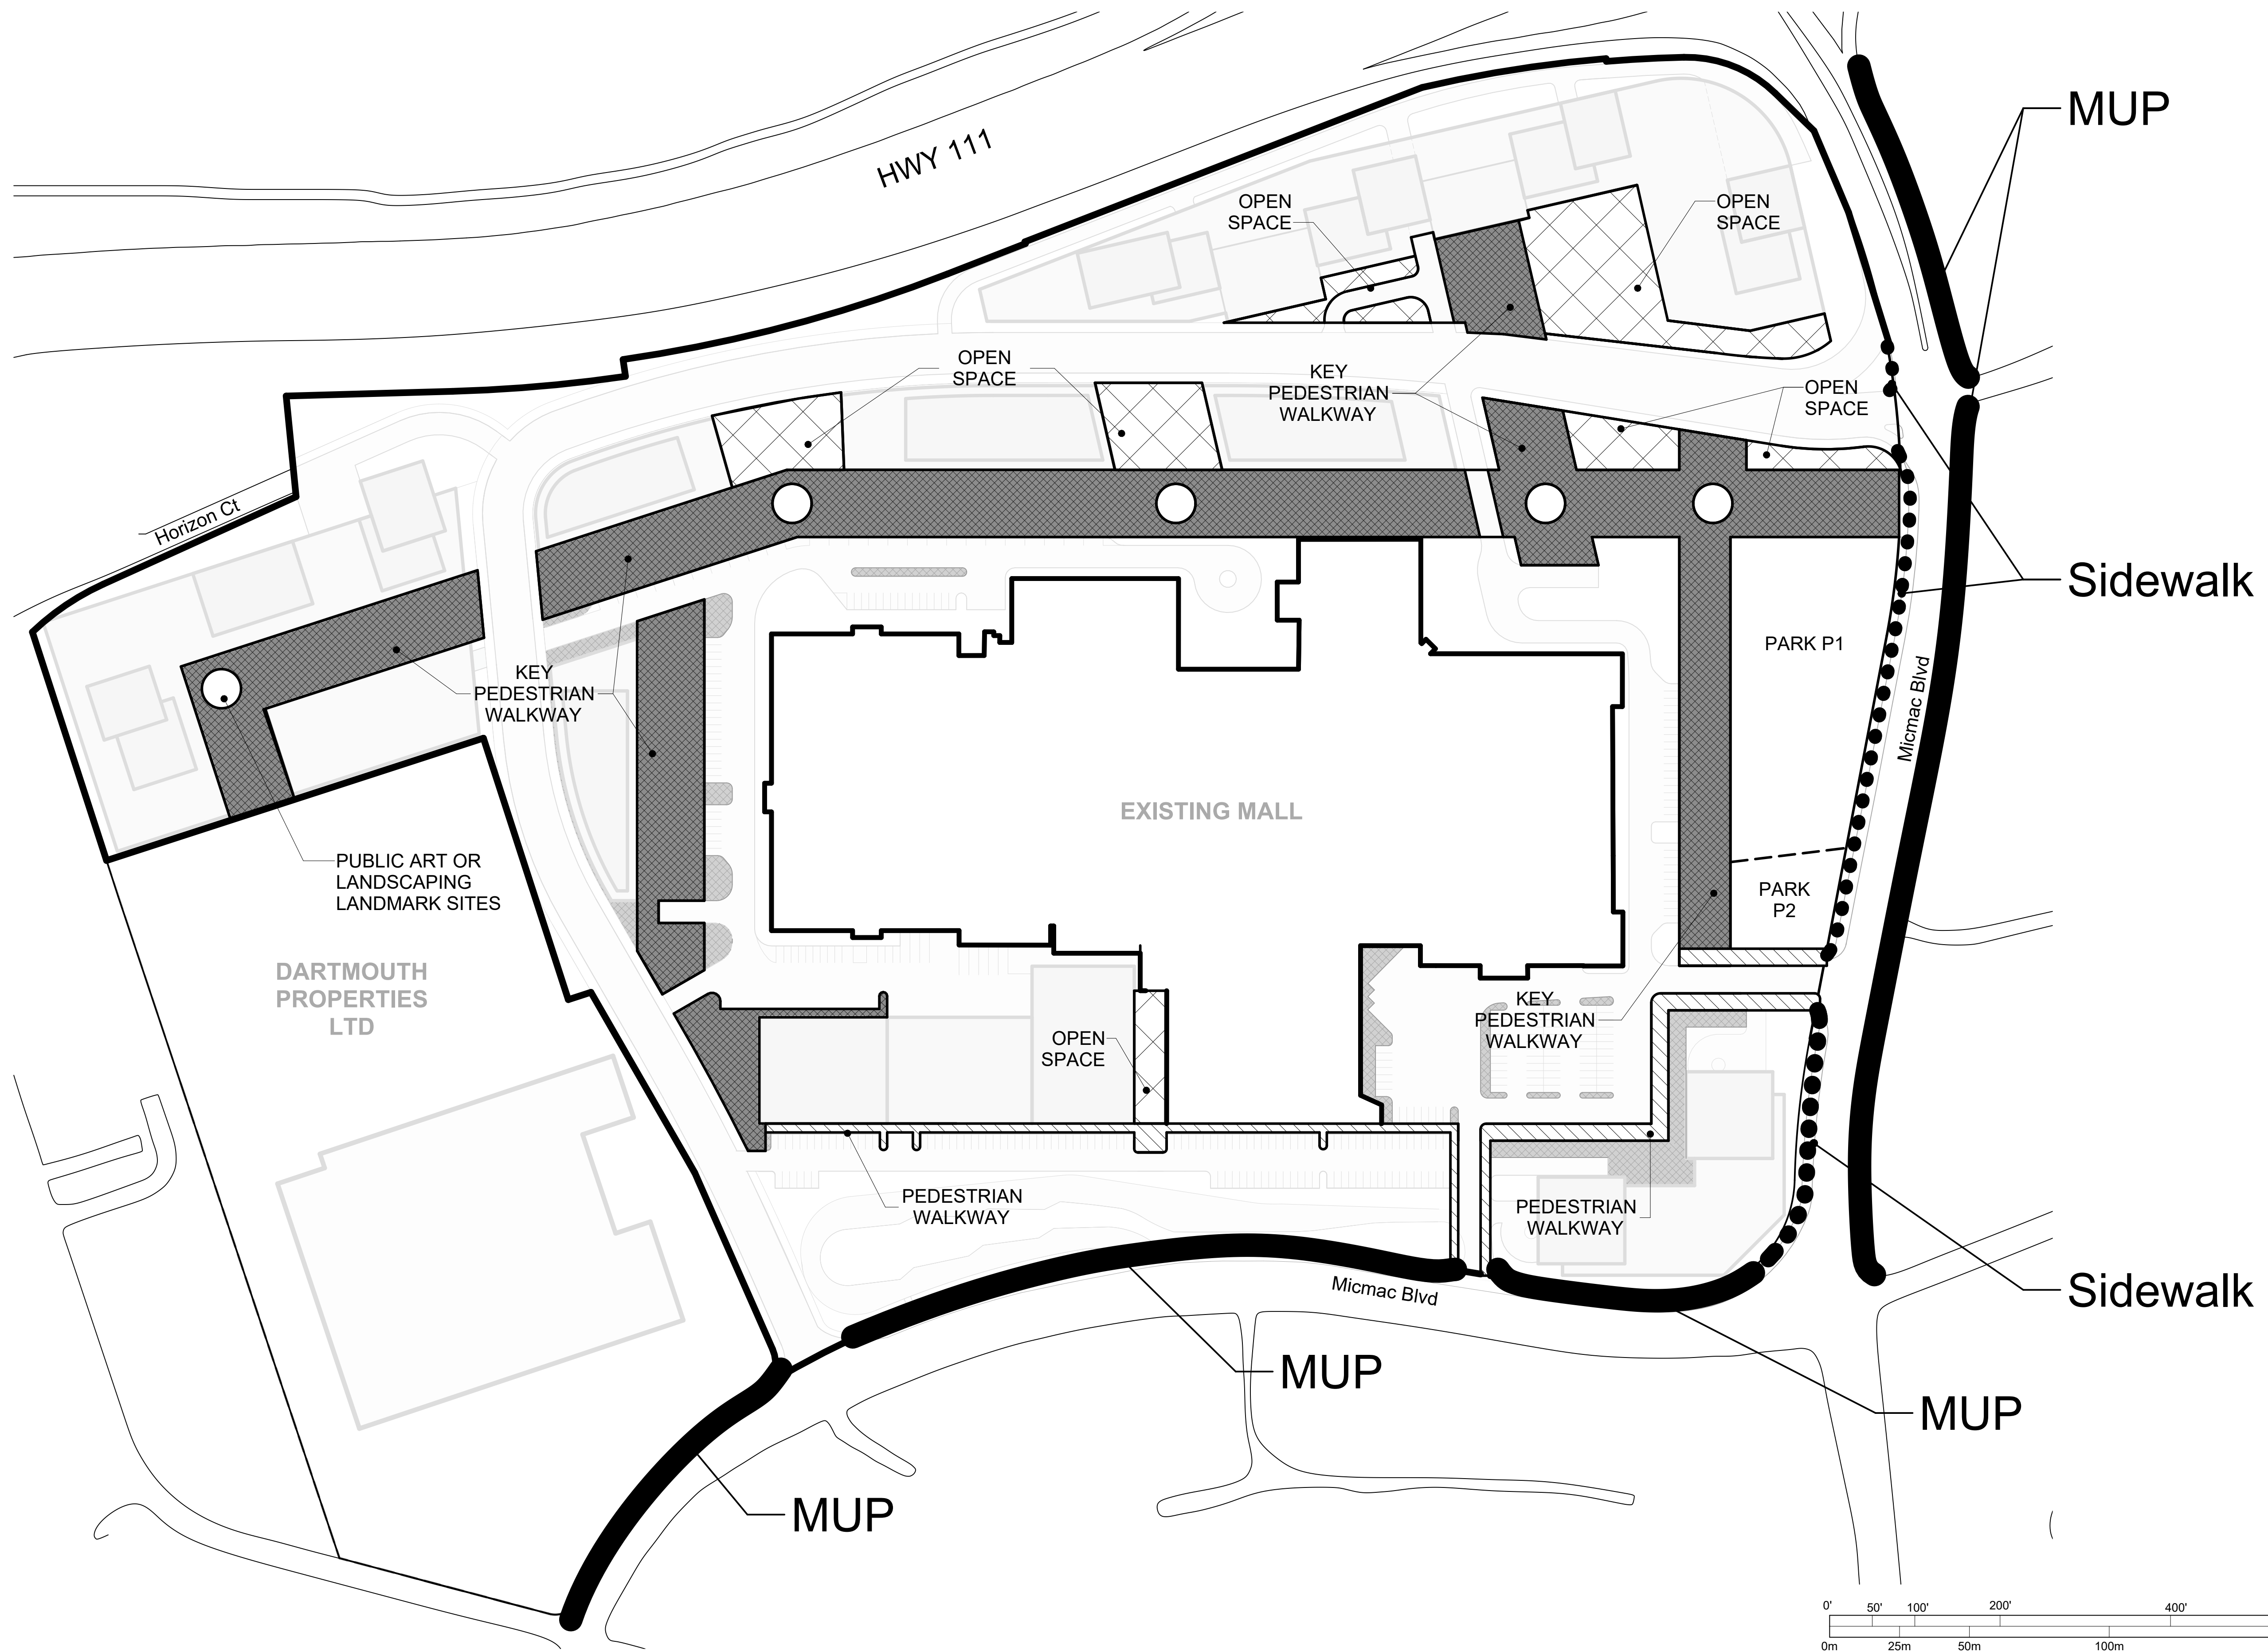 MUP
HWY 111
OPEN
SPACE
OPEN
SPACE
OPEN
SPACE
KEY
PEDESTRIAN
WALKWAY
OPEN
SPACE
Horizon Ct
Sidewalk
PARK P1
KEY
PEDESTRIAN
WALKWAY
Micmac Blvd
EXISTING MALL
PUBLIC ART OR
LANDSCAPING
LANDMARK SITES
PARK
P2
DARTMOUTH
PROPERTIES
LTD
KEY
PEDESTRIAN
WALKWAY
OPEN
SPACE
PEDESTRIAN
WALKWAY
PEDESTRIAN
WALKWAY
Micmac Blvd
Sidewalk
MUP
MUP
MUP
0' 50' 100' 200' 400'
0m 25m 50m 100m